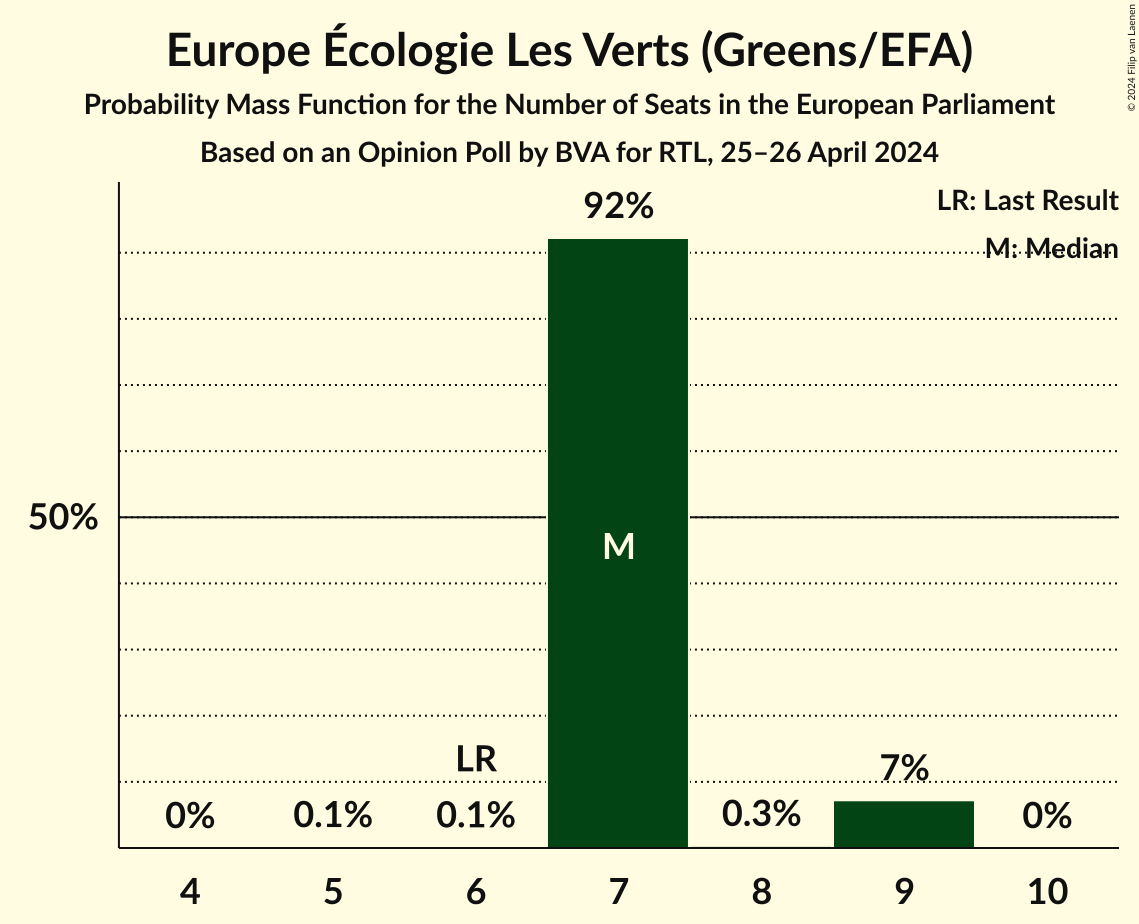 Europe Écologie Les Verts (Greens/EFA)
Probability Mass Function for the Number of Seats in the European Parliament
Based on an Opinion Poll by BVA for RTL, 25–26 April 2024
© 2024 Filip van Laenen
LR: Last Result
M: Median
92%
50%
M
LR
7%
0%
0.1%
0.1%
0.3%
0%
4
5
6
7
8
9
10